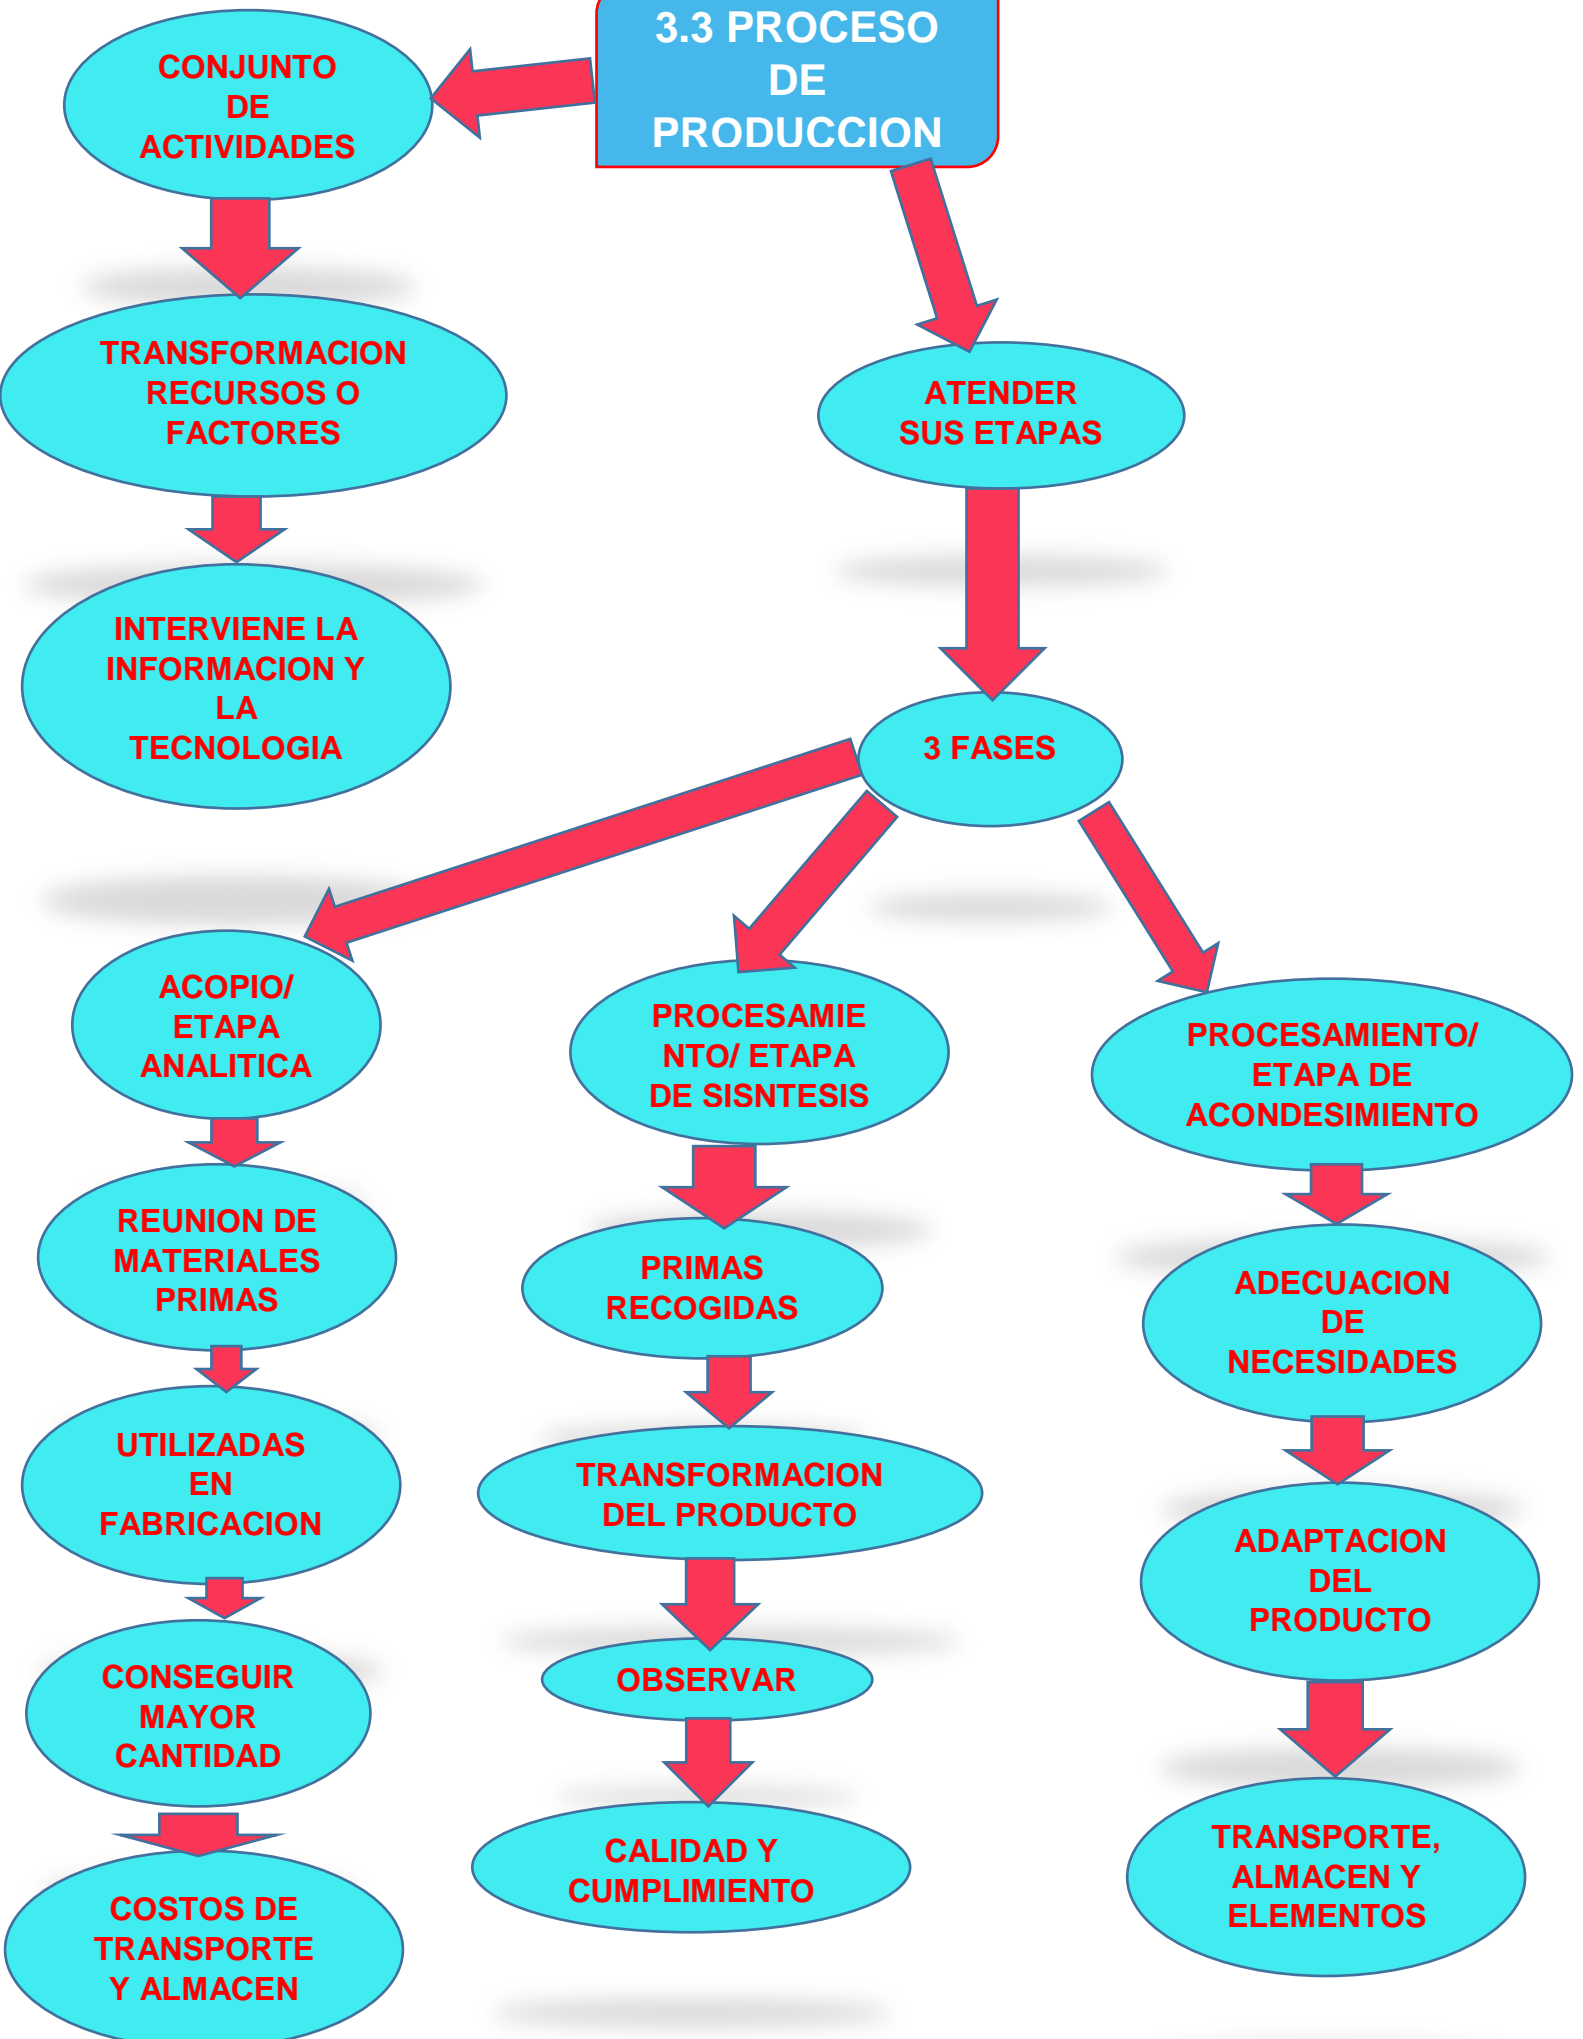 3.3 PROCESO
DE
PRODUCCION
CONJUNTO
DE
ACTIVIDADES
TRANSFORMACION
RECURSOS O
FACTORES
INTERVIENE LA
INFORMACION Y
LA
TECNOLOGIA
ATENDER
SUS ETAPAS
3 FASES
ACOPIO/
ETAPA
ANALITICA
REUNION DE
MATERIALES
PRIMAS
UTILIZADAS
EN
FABRICACION
CONSEGUIR
MAYOR
CANTIDAD
COSTOS DE
TRANSPORTE
Y ALMACEN
PROCESAMIE
NTO/ ETAPA
DE SISNTESIS
PRIMAS
RECOGIDAS
TRANSFORMACION
DEL PRODUCTO
OBSERVAR
CALIDAD Y
CUMPLIMIENTO
PROCESAMIENTO/
ETAPA DE
ACONDESIMIENTO
ADECUACION
DE
NECESIDADES
ADAPTACION
DEL
PRODUCTO
TRANSPORTE,
ALMACEN Y
ELEMENTOS